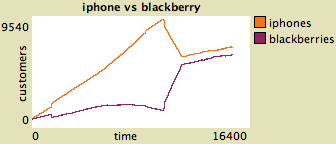 iphone vs blackberry
9540
customers
0
0 time 16400
iphones
blackberries